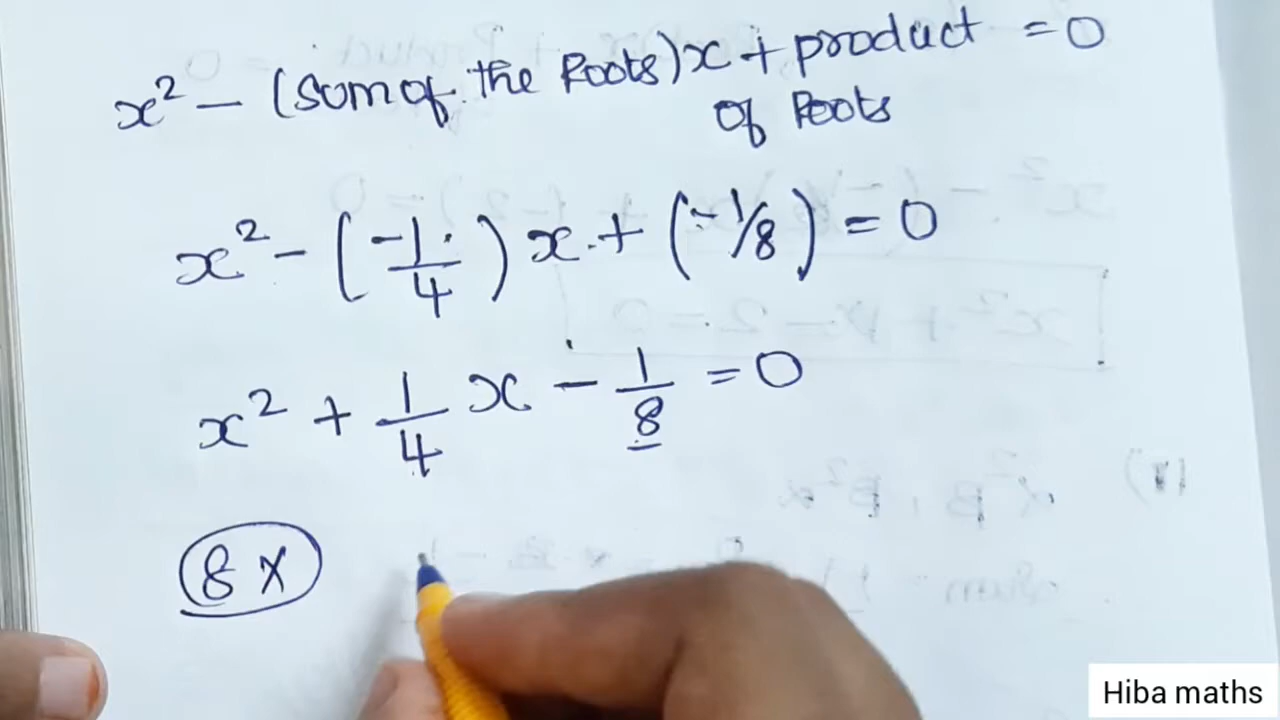 x² - (Sum of the Roots)x + product = 0
of Roots
x² - (-1/4)x + (-1/8) = 0
x² + 1/4 x - 1/8 = 0
8 x
Hiba maths